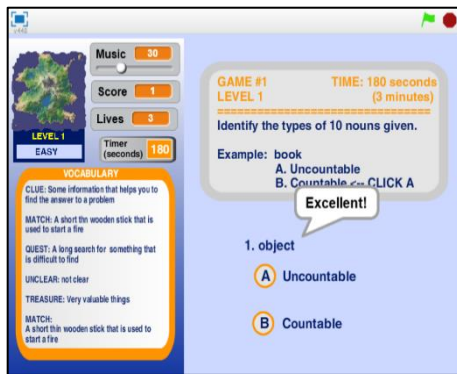 Music 30
Score 1
Lives 3
Timer
(seconds) 180
LEVEL 1
EASY
VOCABULARY
CLUE: Some information that helps you to
find the answer to a problem
MATCH: A short thn wooden stick that is
used to start a fire
QUEST: A long search for something that
is difficult to find
UNCLEAR: not clear
TREASURE: Very valuable things
MATCH:
A short thin wooden stick that is used to
start a fire
GAME #1 TIME: 180 seconds
LEVEL 1 (3 minutes)
==============================
Identify the types of 10 nouns given.
Example: book
A. Uncountable
B. Countable <-- CLICK A
Excellent!
1. object
A Uncountable
B Countable